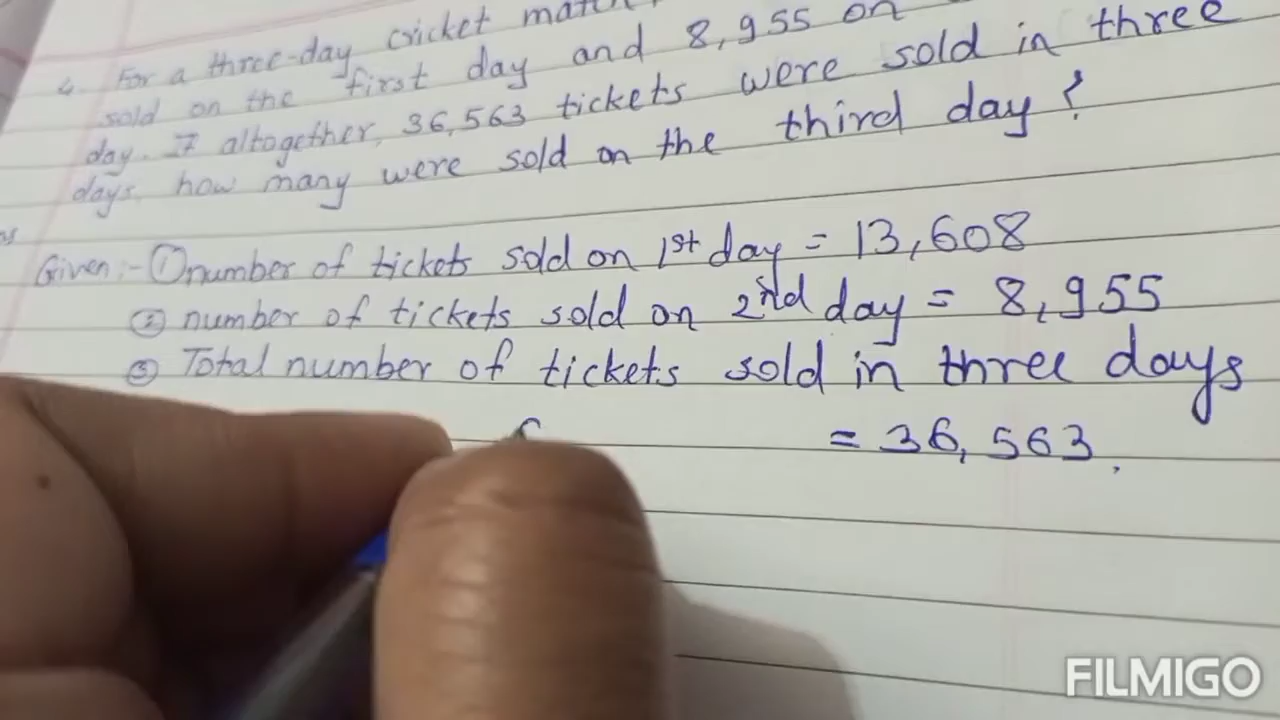 4. For a three-day cricket match
sold on the first day and 8,955 on
day. If altogether, 36,563 tickets were sold in three
days, how many were sold on the third day?
Given:- ① number of tickets sold on 1st day = 13,608
② number of tickets sold on 2nd day = 8,955
③ Total number of tickets sold in three days
= 36,563.
FILMIGO